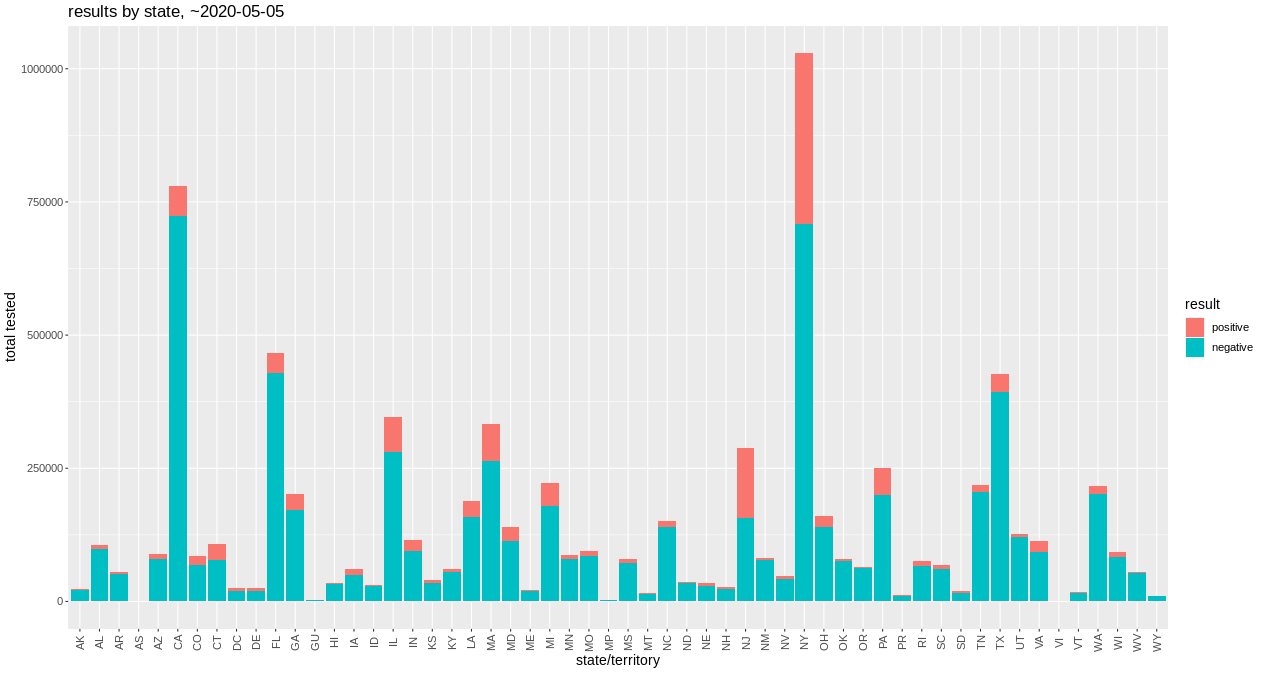 results by state, ~2020-05-05
total tested
1000000
750000
500000
250000
0
AK AL AR AS AZ CA CO CT DC DE FL GA GU HI IA ID IL IN KS KY LA MA MD ME MI MN MO MP MS MT NC ND NE NH NJ NM NV NY OH OK OR PA PR RI SC SD TN TX UT VA VI VT WA WI WV WY
state/territory
result
positive
negative